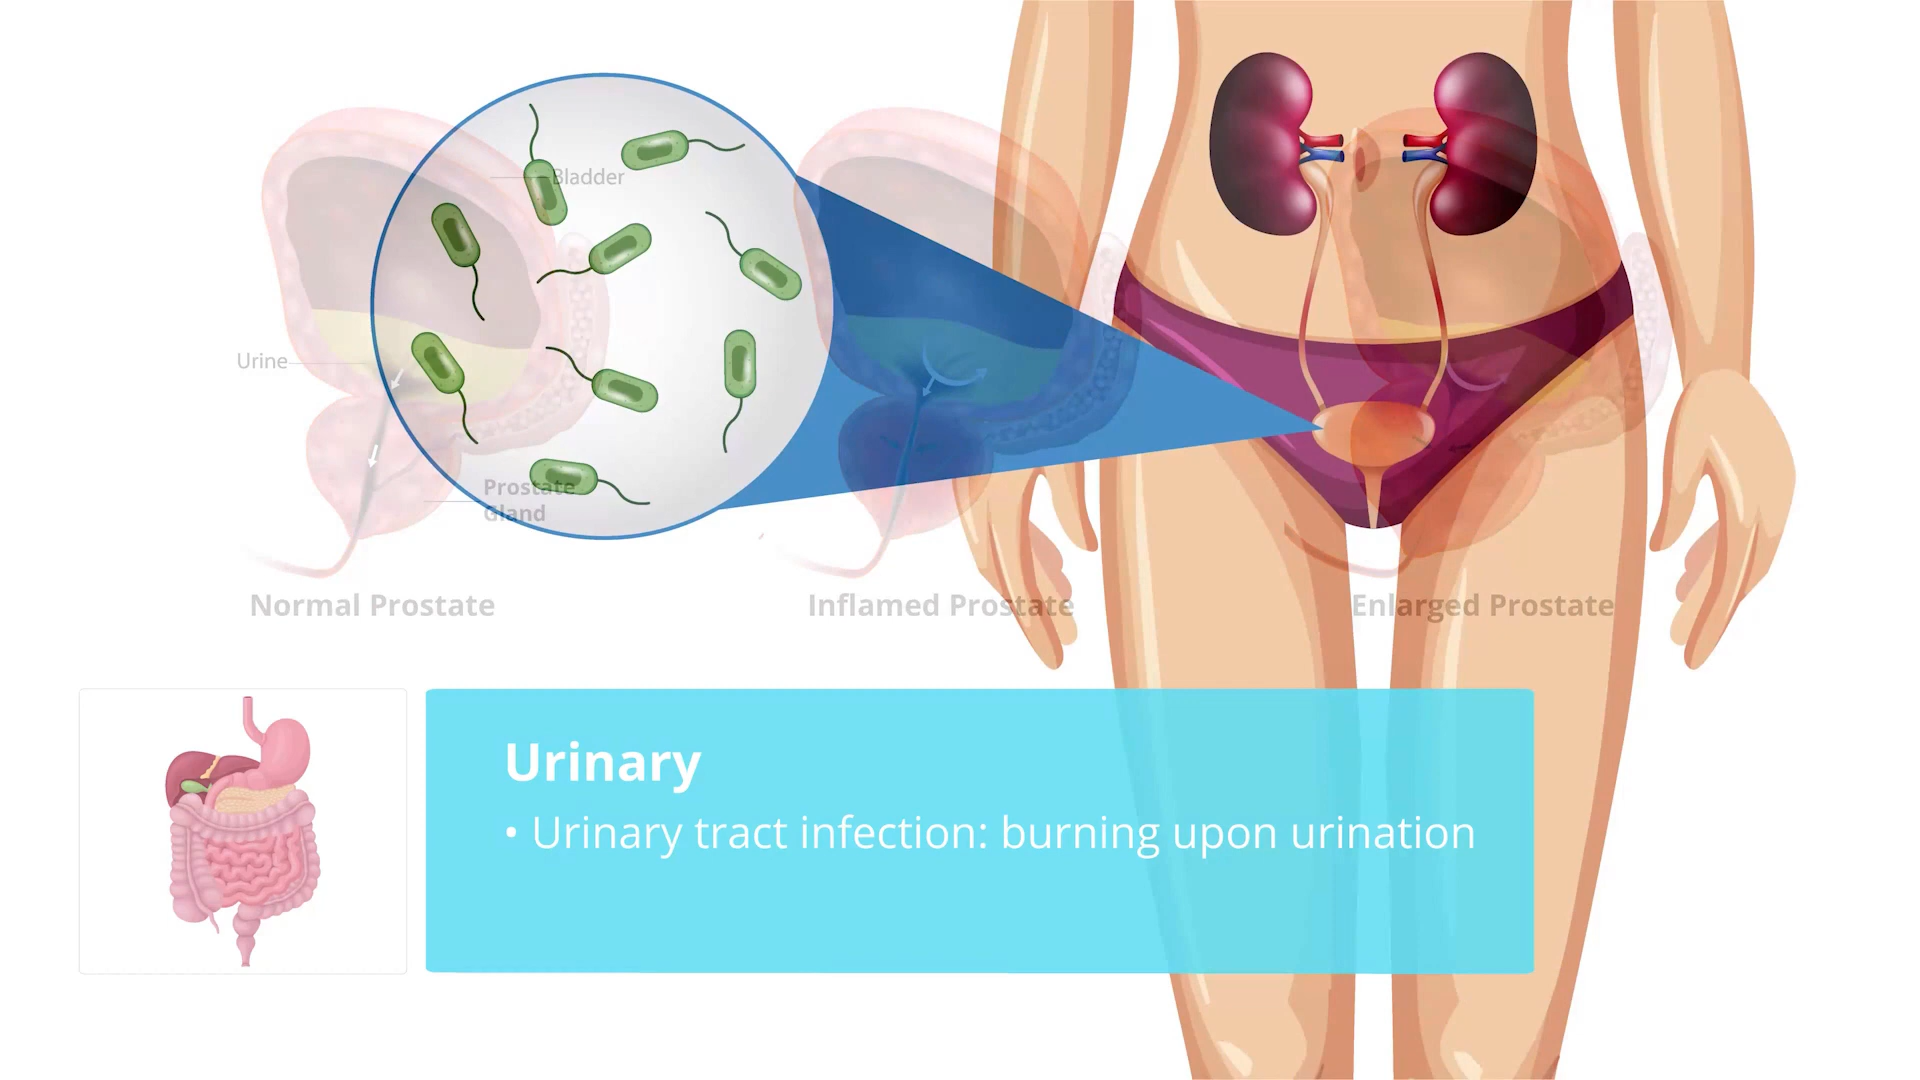 Bladder
Urine
Prostate
Gland
Normal Prostate
Inflamed Prostate
Enlarged Prostate
Urinary
• Urinary tract infection: burning upon urination